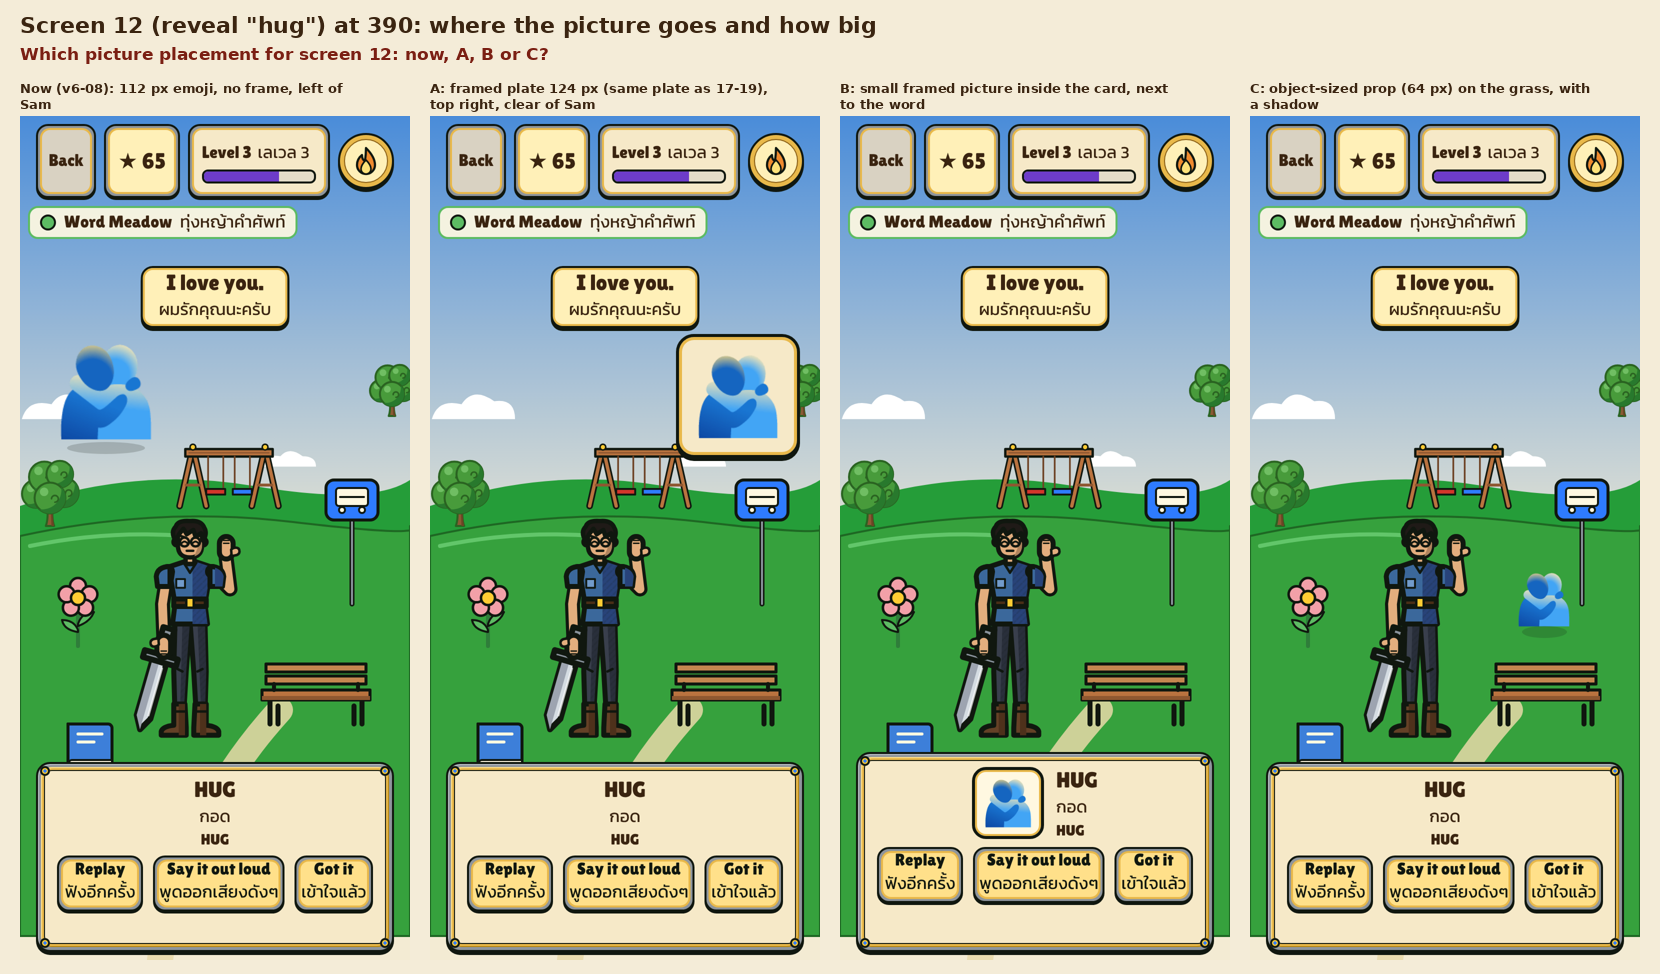 Screen 12 (reveal "hug") at 390: where the picture goes and how big
Which picture placement for screen 12: now, A, B or C?
Now (v6-08): 112 px emoji, no frame, left of
Sam
Back
★ 65
Level 3 เลเวล 3
Word Meadow ทุ่งหญ้าคำศัพท์
I love you.
ผมรักคุณนะครับ
HUG
กอด
HUG
Replay
ฟังอีกครั้ง
Say it out loud
พูดออกเสียงดังๆ
Got it
เข้าใจแล้ว
A: framed plate 124 px (same plate as 17-19),
top right, clear of Sam
Back
★ 65
Level 3 เลเวล 3
Word Meadow ทุ่งหญ้าคำศัพท์
I love you.
ผมรักคุณนะครับ
HUG
กอด
HUG
Replay
ฟังอีกครั้ง
Say it out loud
พูดออกเสียงดังๆ
Got it
เข้าใจแล้ว
B: small framed picture inside the card, next
to the word
Back
★ 65
Level 3 เลเวล 3
Word Meadow ทุ่งหญ้าคำศัพท์
I love you.
ผมรักคุณนะครับ
HUG
กอด
HUG
Replay
ฟังอีกครั้ง
Say it out loud
พูดออกเสียงดังๆ
Got it
เข้าใจแล้ว
C: object-sized prop (64 px) on the grass, with
a shadow
Back
★ 65
Level 3 เลเวล 3
Word Meadow ทุ่งหญ้าคำศัพท์
I love you.
ผมรักคุณนะครับ
HUG
กอด
HUG
Replay
ฟังอีกครั้ง
Say it out loud
พูดออกเสียงดังๆ
Got it
เข้าใจแล้ว